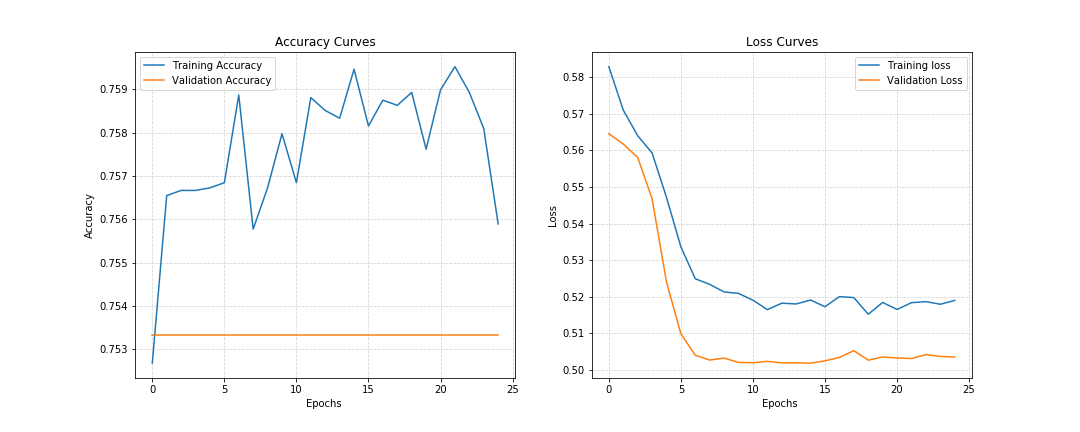 Accuracy Curves
Training Accuracy
Validation Accuracy
0.759
0.758
0.757
0.756
0.755
0.754
0.753
Accuracy
0 5 10 15 20 25
Epochs
Loss Curves
Training loss
Validation Loss
0.58
0.57
0.56
0.55
0.54
0.53
0.52
0.51
0.50
Loss
0 5 10 15 20 25
Epochs